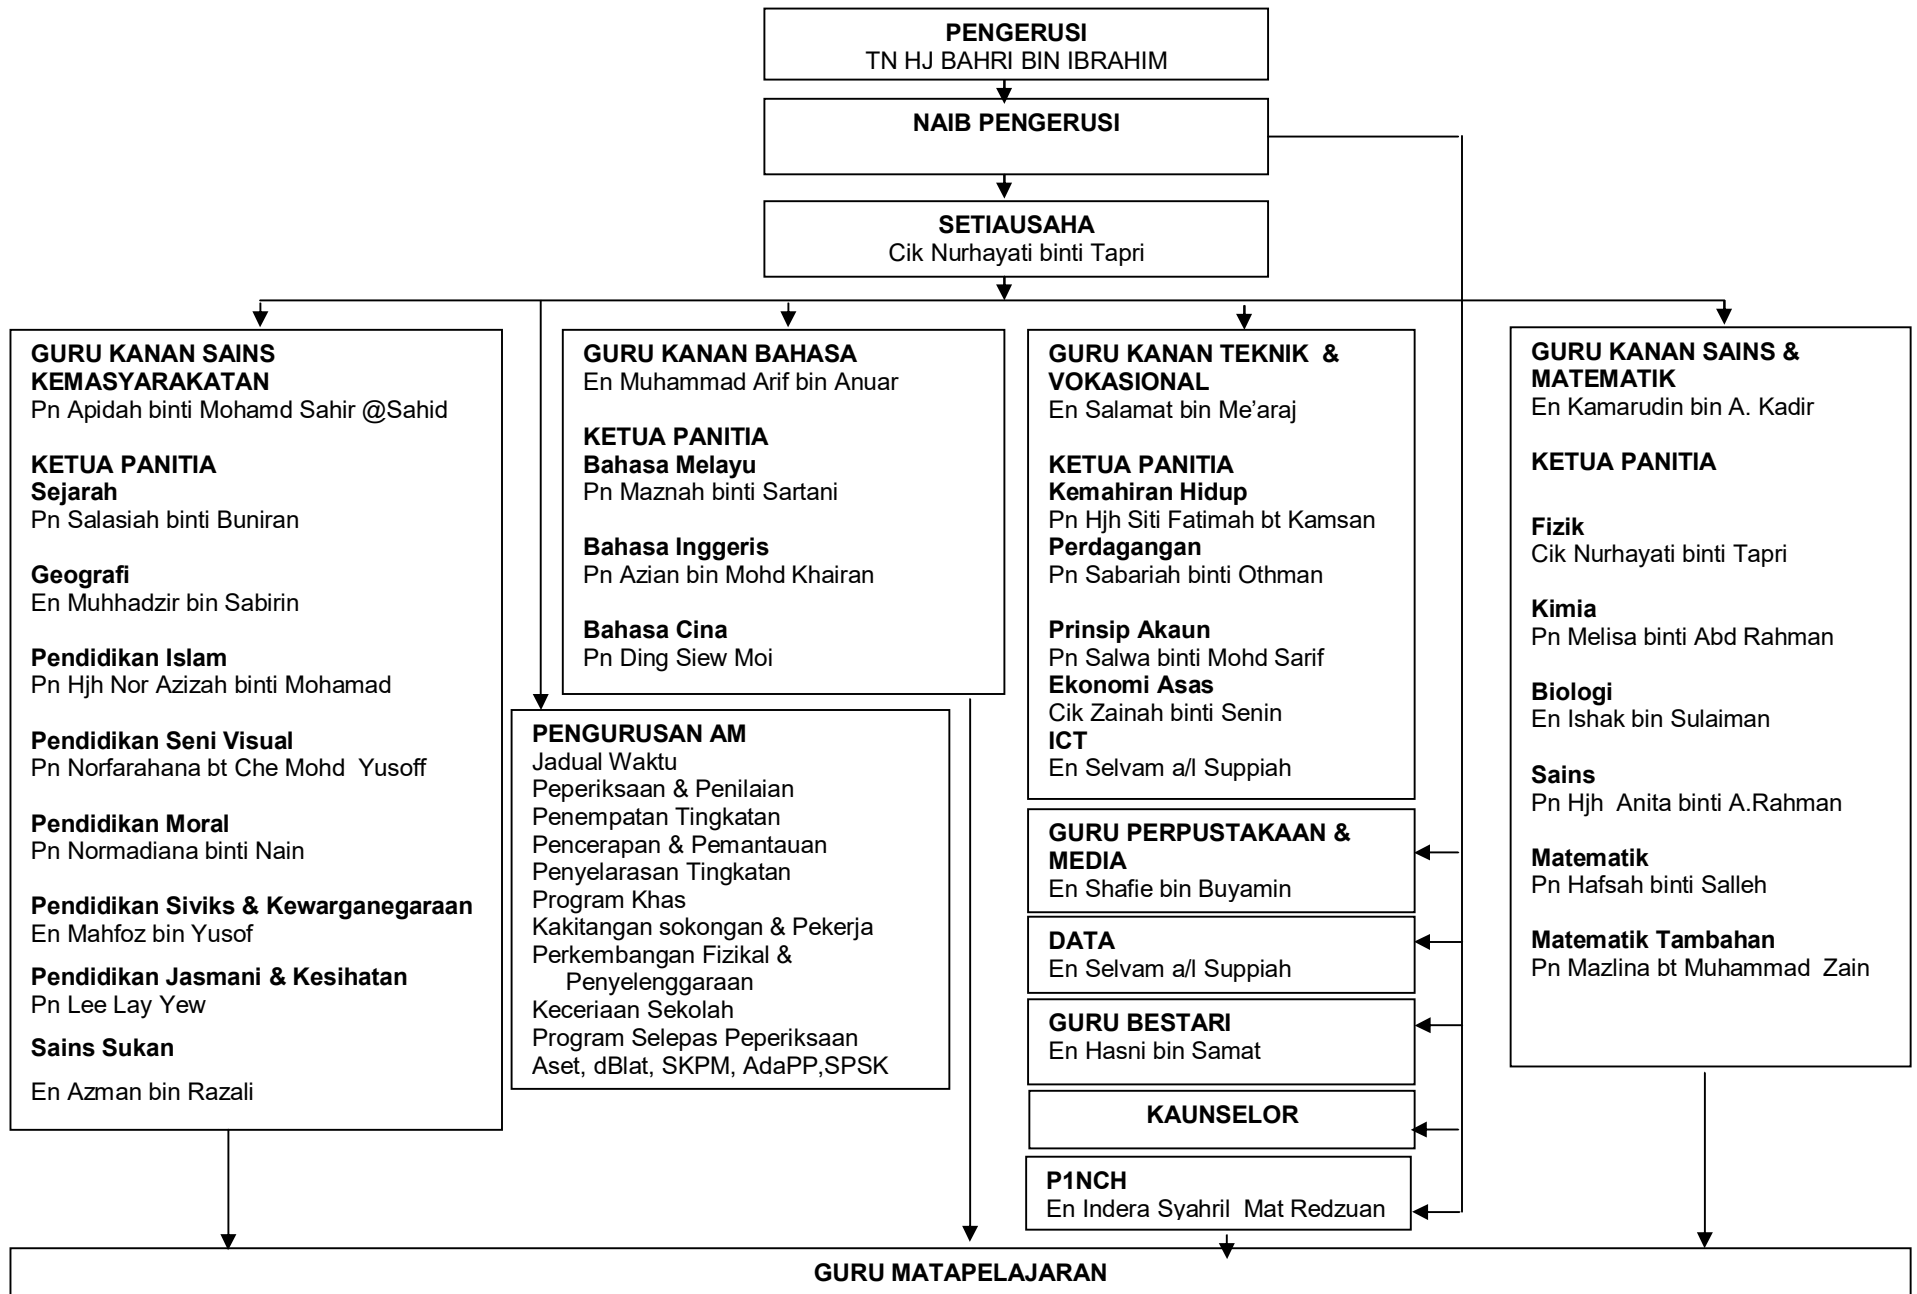 PENGERUSI
TN HJ BAHRI BIN IBRAHIM
NAIB PENGERUSI
SETIAUSAHA
Cik Nurhayati binti Tapri
GURU KANAN SAINS
KEMASYARAKATAN
Pn Apidah binti Mohamd Sahir @Sahid
KETUA PANITIA
Sejarah
Pn Salasiah binti Buniran
Geografi
En Muhhadzir bin Sabirin
Pendidikan Islam
Pn Hjh Nor Azizah binti Mohamad
Pendidikan Seni Visual
Pn Norfarahana bt Che Mohd  Yusoff
Pendidikan Moral
Pn Normadiana binti Nain
Pendidikan Siviks & Kewarganegaraan
En Mahfoz bin Yusof
Pendidikan Jasmani & Kesihatan
Pn Lee Lay Yew
Sains Sukan
En Azman bin Razali
GURU KANAN BAHASA
En Muhammad Arif bin Anuar
KETUA PANITIA
Bahasa Melayu
Pn Maznah binti Sartani
Bahasa Inggeris
Pn Azian bin Mohd Khairan
Bahasa Cina
Pn Ding Siew Moi
PENGURUSAN AM
Jadual Waktu
Peperiksaan & Penilaian
Penempatan Tingkatan
Pencerapan & Pemantauan
Penyelarasan Tingkatan
Program Khas
Kakitangan sokongan & Pekerja
Perkembangan Fizikal &
Penyelenggaraan
Keceriaan Sekolah
Program Selepas Peperiksaan
Aset, dBlat, SKPM, AdaPP,SPSK
GURU KANAN TEKNIK  &
VOKASIONAL
En Salamat bin Me’araj
KETUA PANITIA
Kemahiran Hidup
Pn Hjh Siti Fatimah bt Kamsan
Perdagangan
Pn Sabariah binti Othman
Prinsip Akaun
Pn Salwa binti Mohd Sarif
Ekonomi Asas
Cik Zainah binti Senin
ICT
En Selvam a/l Suppiah
GURU PERPUSTAKAAN &
MEDIA
En Shafie bin Buyamin
DATA
En Selvam a/l Suppiah
GURU BESTARI
En Hasni bin Samat
KAUNSELOR
P1NCH
En Indera Syahril  Mat Redzuan
GURU KANAN SAINS &
MATEMATIK
En Kamarudin bin A. Kadir
KETUA PANITIA
Fizik
Cik Nurhayati binti Tapri
Kimia
Pn Melisa binti Abd Rahman
Biologi
En Ishak bin Sulaiman
Sains
Pn Hjh  Anita binti A.Rahman
Matematik
Pn Hafsah binti Salleh
Matematik Tambahan
Pn Mazlina bt Muhammad  Zain
GURU MATAPELAJARAN